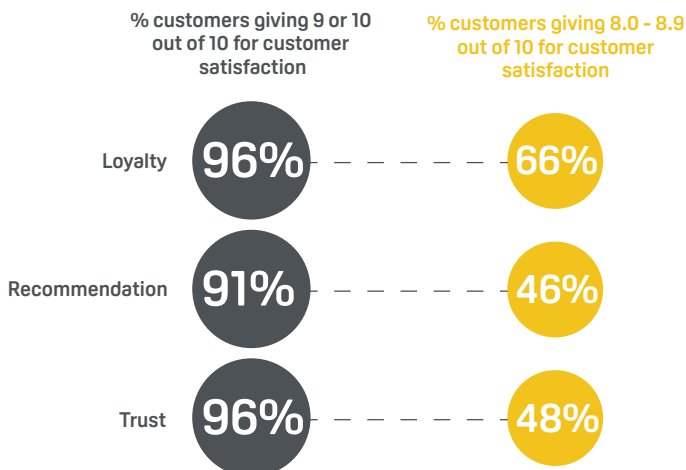 % customers giving 9 or 10
out of 10 for customer
satisfaction
% customers giving 8.0 - 8.9
out of 10 for customer
satisfaction
Loyalty 96% 66%
Recommendation 91% 46%
Trust 96% 48%